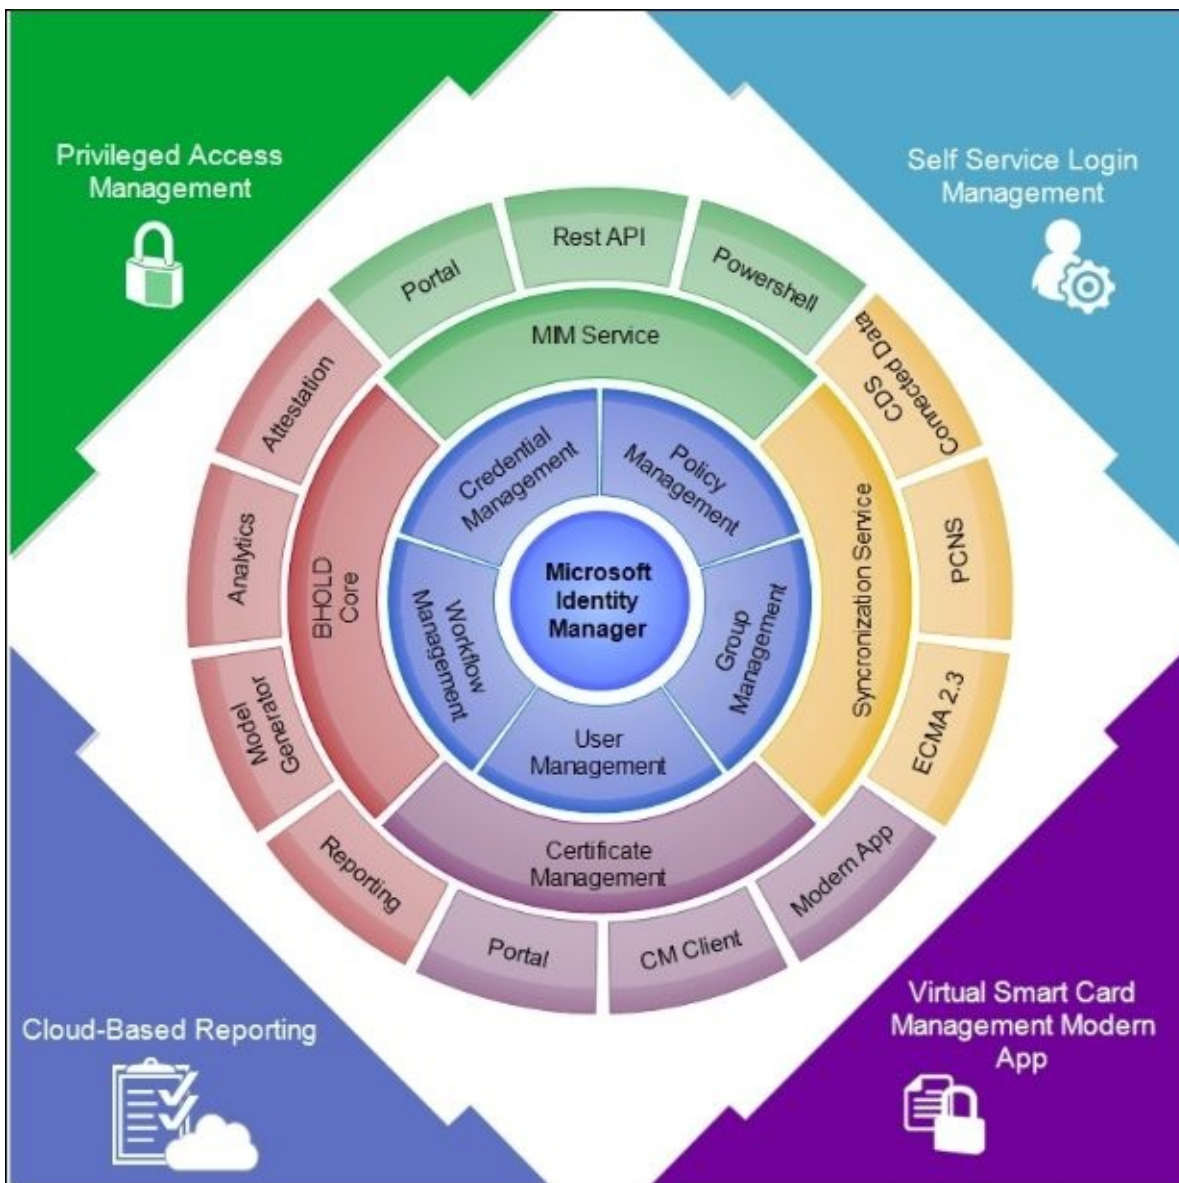 Privileged Access
Management
Self Service Login
Management
Portal
Rest API
Powershell
Connected Data
CDS
PCNS
ECMA 2.3
Modern App
CM Client
Portal
Reporting
Model
Generator
Analytics
Attestation
MIM Service
Syncronization Service
Certificate
Management
BHOLD
Core
Credential
Management
Policy
Management
Group
Management
User
Management
Workflow
Management
Microsoft
Identity
Manager
Cloud-Based Reporting
Virtual Smart Card
Management Modern
App